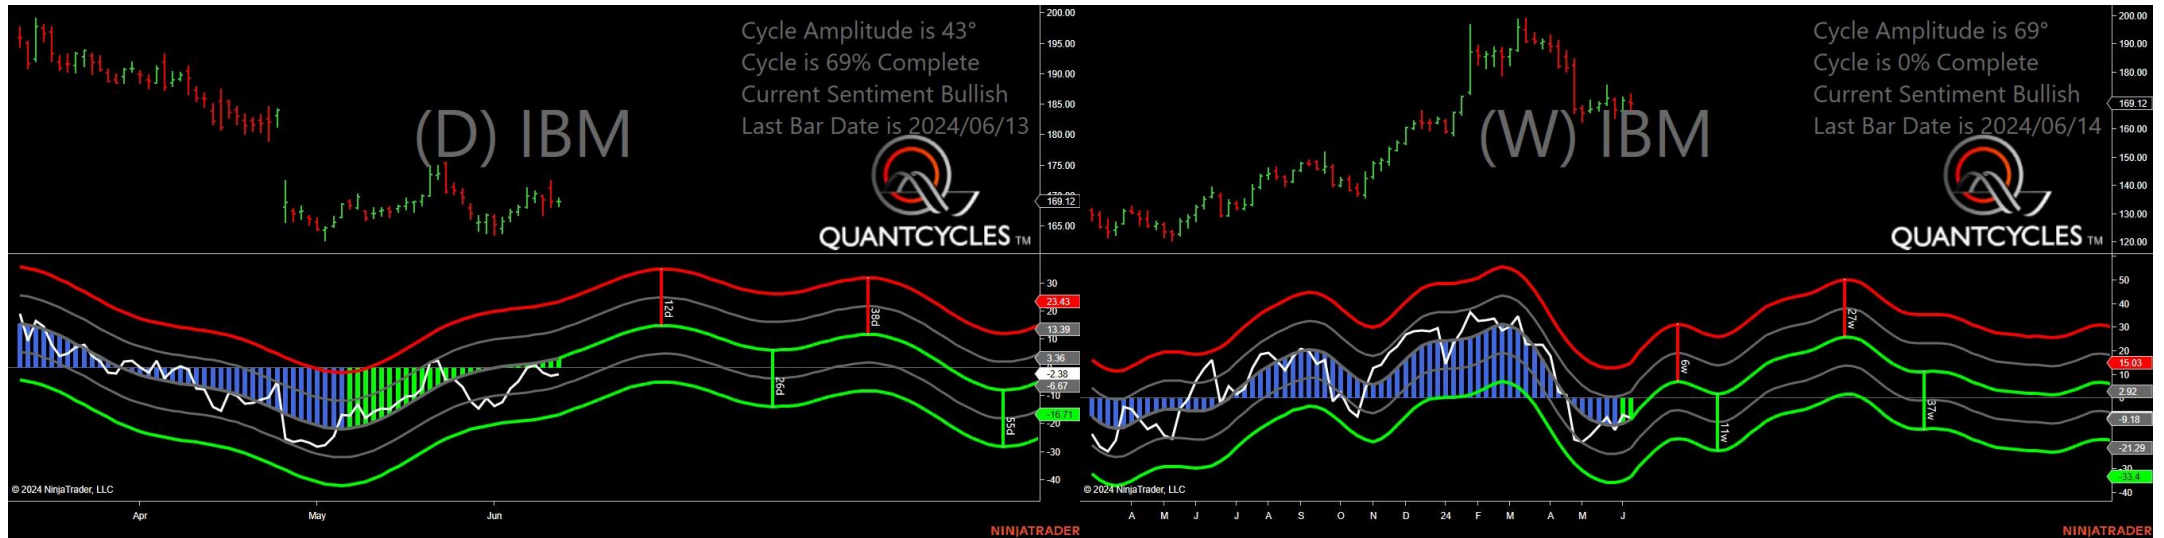 Cycle Amplitude is 43°
Cycle is 69% Complete
Current Sentiment Bullish
Last Bar Date is 2024/06/13
(D) IBM
QUANTCYCLES TM
200.00
195.00
190.00
185.00
180.00
175.00
169.12
165.00
30
23.43
20
13.39
10
3.36
-2.38
-6.67
-10
-16.71
-20
-30
-40
12d
26d
38d
55d
© 2024 NinjaTrader, LLC
Apr May Jun
NINJATRADER
Cycle Amplitude is 69°
Cycle is 0% Complete
Current Sentiment Bullish
Last Bar Date is 2024/06/14
(W) IBM
QUANTCYCLES TM
200.00
190.00
180.00
169.12
160.00
150.00
140.00
130.00
120.00
50
40
30
20
15.03
10
2.92
-9.18
-21.29
-33.4
-40
6w
11w
27w
37w
© 2024 NinjaTrader, LLC
A M J J A S O N D 24 F M A M J
NINJATRADER